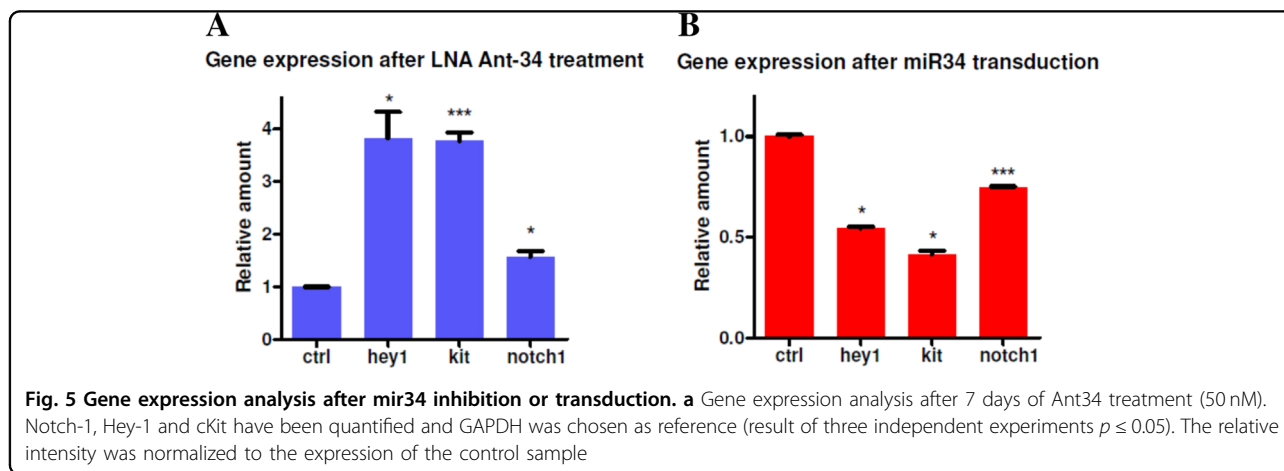 A
Gene expression after LNA Ant-34 treatment
Relative amount
4
3
2
1
0
*
***
*
ctrl hey1 kit notch1
B
Gene expression after miR34 transduction
Relative amount
1.0
0.5
0.0
*
*
***
ctrl hey1 kit notch1
Fig. 5 Gene expression analysis after mir34 inhibition or transduction. a Gene expression analysis after 7 days of Ant34 treatment (50 nM).
Notch-1, Hey-1 and cKit have been quantified and GAPDH was chosen as reference (result of three independent experiments p ≤ 0.05). The relative
intensity was normalized to the expression of the control sample